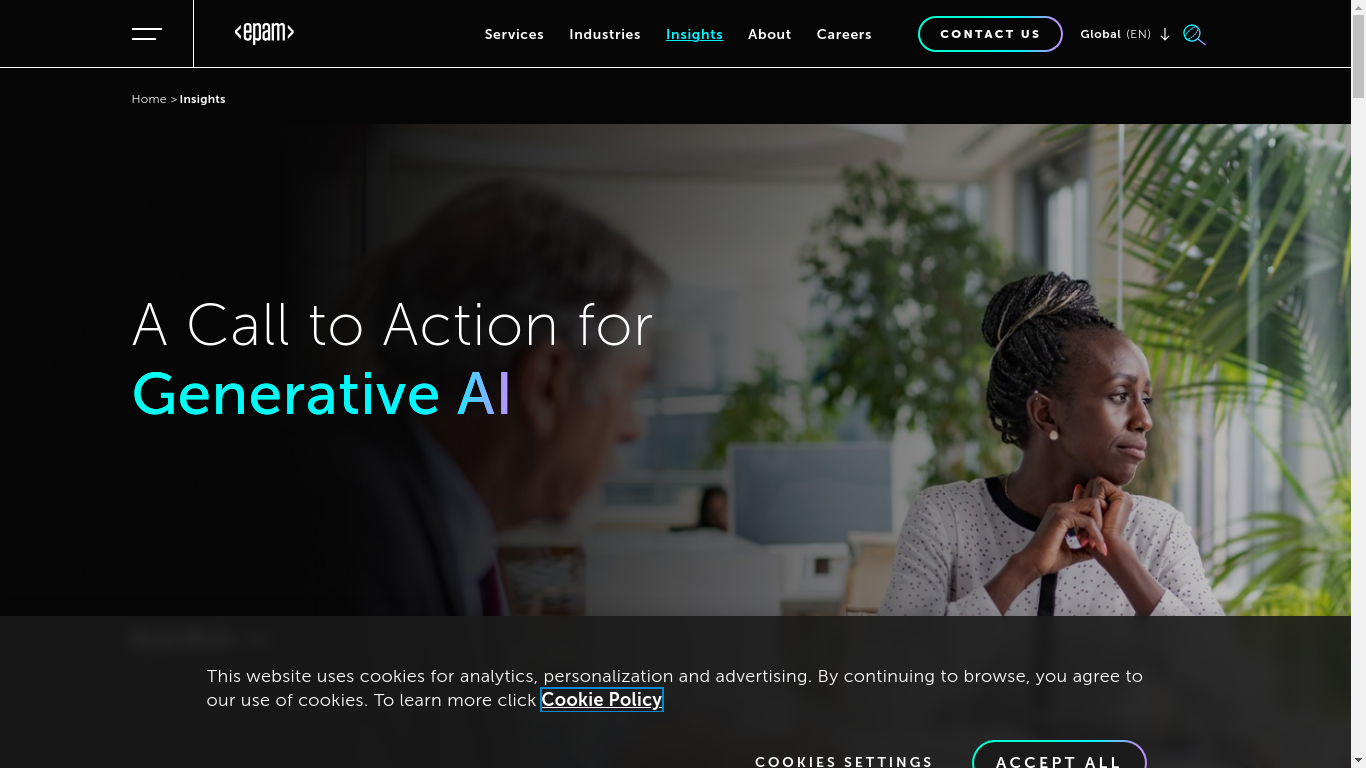 <epam>
Services
Industries
Insights
About
Careers
CONTACT US
Global (EN)
Home > Insights
A Call to Action for
Generative AI
This website uses cookies for analytics, personalization and advertising. By continuing to browse, you agree to
our use of cookies. To learn more click Cookie Policy
COOKIES SETTINGS
ACCEPT ALL